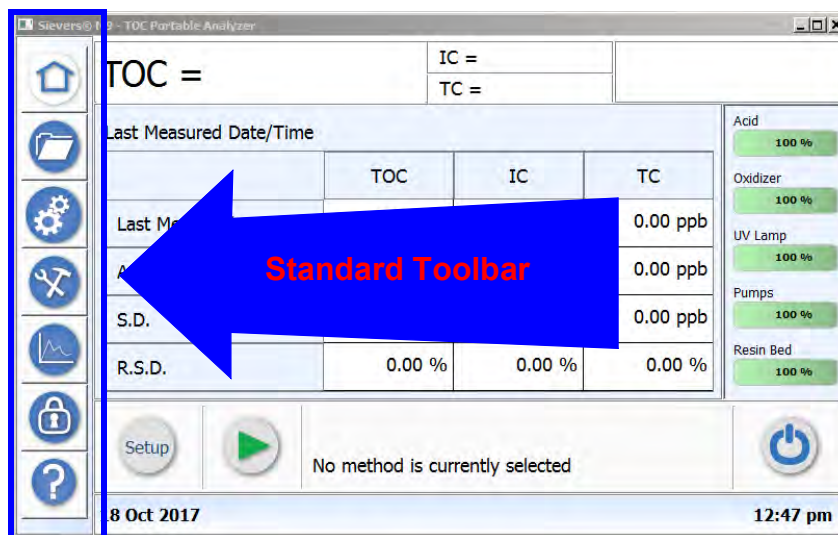 Sievers® M9 - TOC Portable Analyzer
TOC =
IC =
TC =
Last Measured Date/Time
TOC IC TC
Last 0.00 ppb
0.00 ppb
S.D. 0.00 ppb
R.S.D. 0.00 % 0.00 % 0.00 %
Standard Toolbar
Acid
100 %
Oxidizer
100 %
UV Lamp
100 %
Pumps
100 %
Resin Bed
100 %
Setup
No method is currently selected
18 Oct 2017
12:47 pm